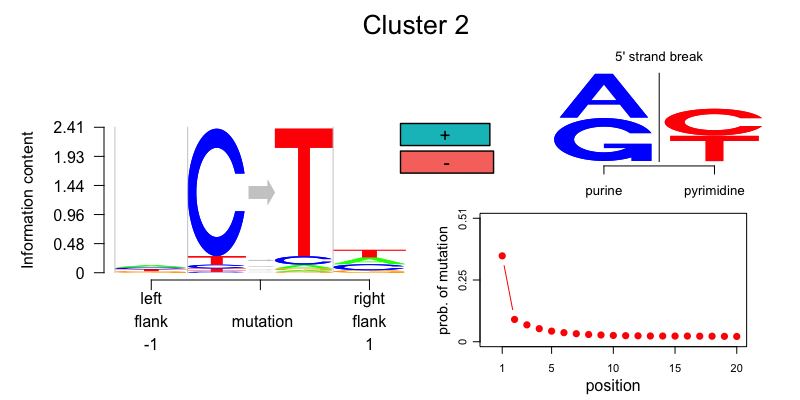 Cluster 2
5' strand break
A
G
C
T
purine
pyrimidine
Information content
2.41
1.93
1.44
0.96
0.48
0
C
T
+
-
left
flank
-1
mutation
right
flank
1
prob. of mutation
0.51
0.25
0
1
5
10
15
20
position